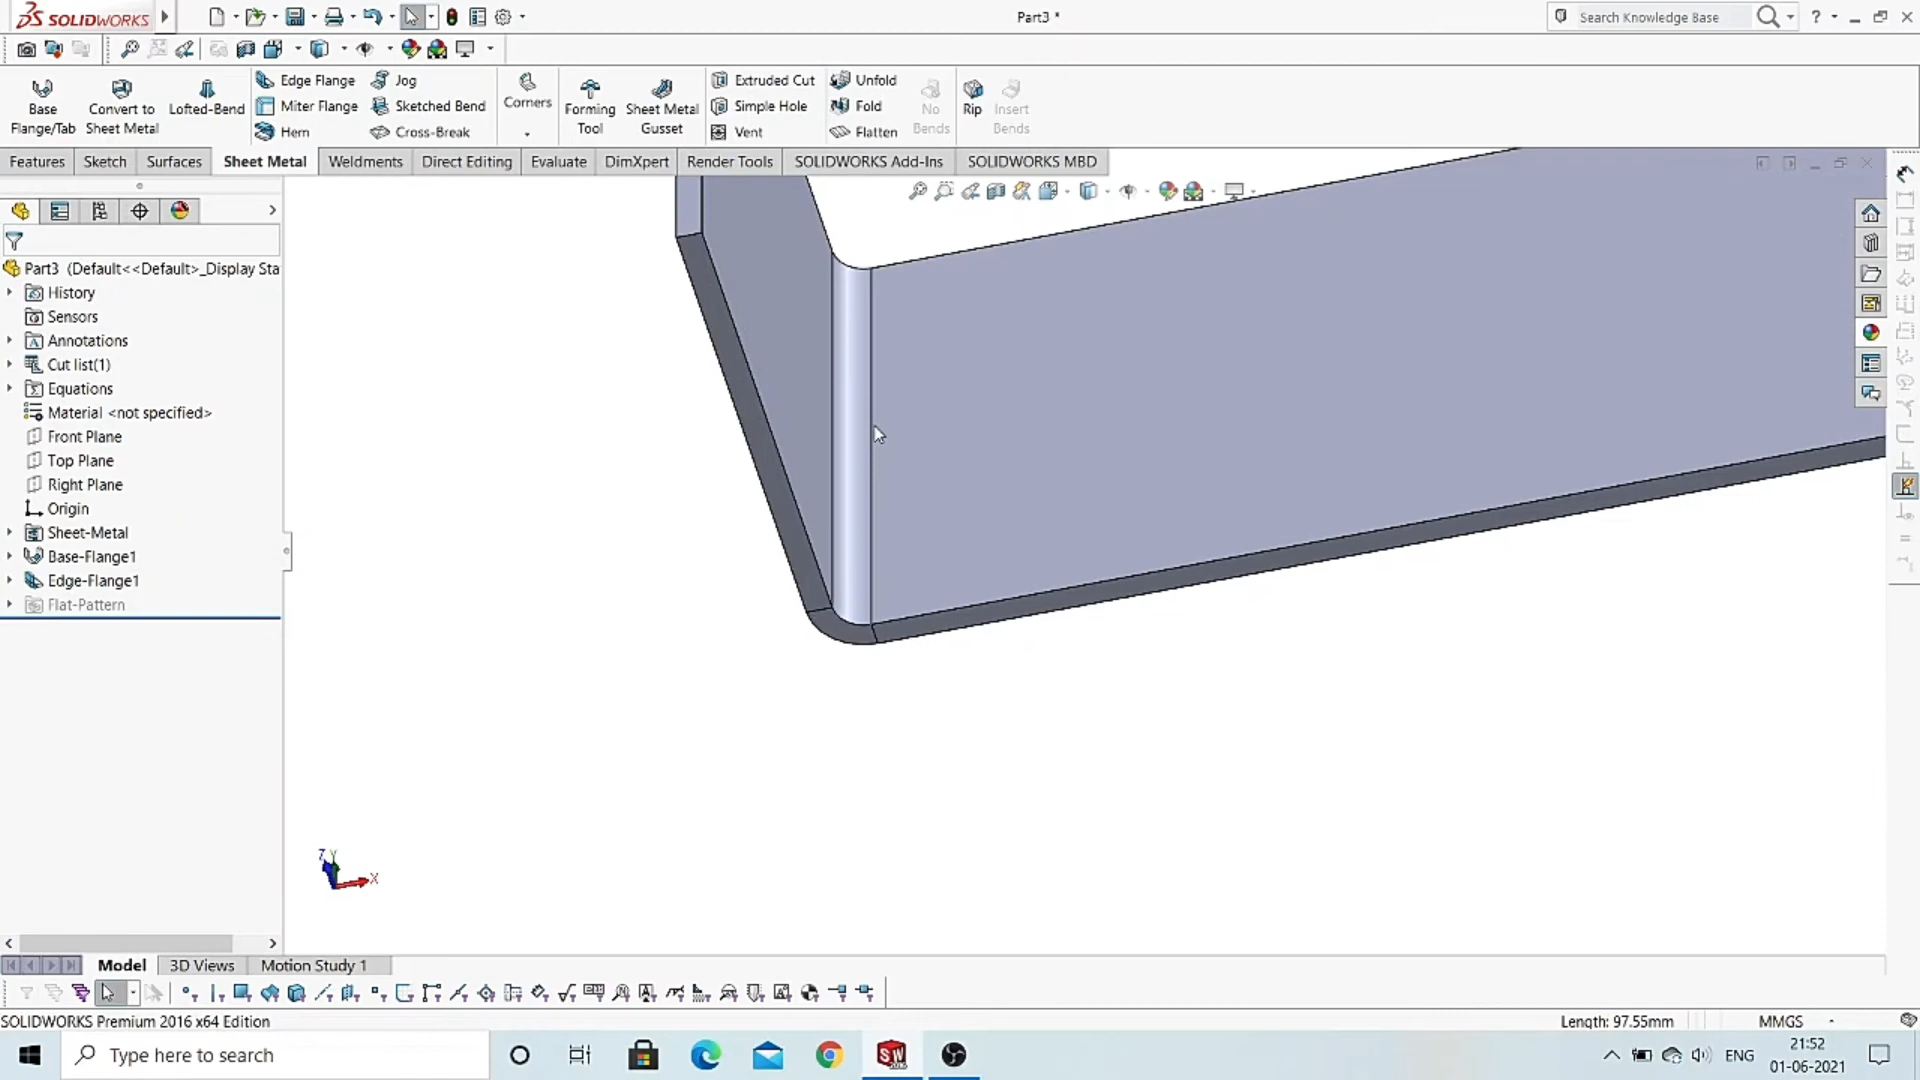 SOLIDWORKS
Part3 *
Search Knowledge Base
?
Base Flange/Tab
Convert to Sheet Metal
Lofted-Bend
Edge Flange
Miter Flange
Hem
Jog
Sketched Bend
Cross-Break
Corners
Forming Tool
Sheet Metal Gusset
Extruded Cut
Simple Hole
Vent
Unfold
Fold
Flatten
No Bends
Rip
Insert Bends
Features
Sketch
Surfaces
Sheet Metal
Weldments
Direct Editing
Evaluate
DimXpert
Render Tools
SOLIDWORKS Add-Ins
SOLIDWORKS MBD
Part3 (Default<<Default>_Display Sta
History
Sensors
Annotations
Cut list(1)
Equations
Material <not specified>
Front Plane
Top Plane
Right Plane
Origin
Sheet-Metal
Base-Flange1
Edge-Flange1
Flat-Pattern
Z Y
X
Model
3D Views
Motion Study 1
SOLIDWORKS Premium 2016 x64 Edition
Length: 97.55mm
MMGS
Type here to search
ENG
21:52
01-06-2021